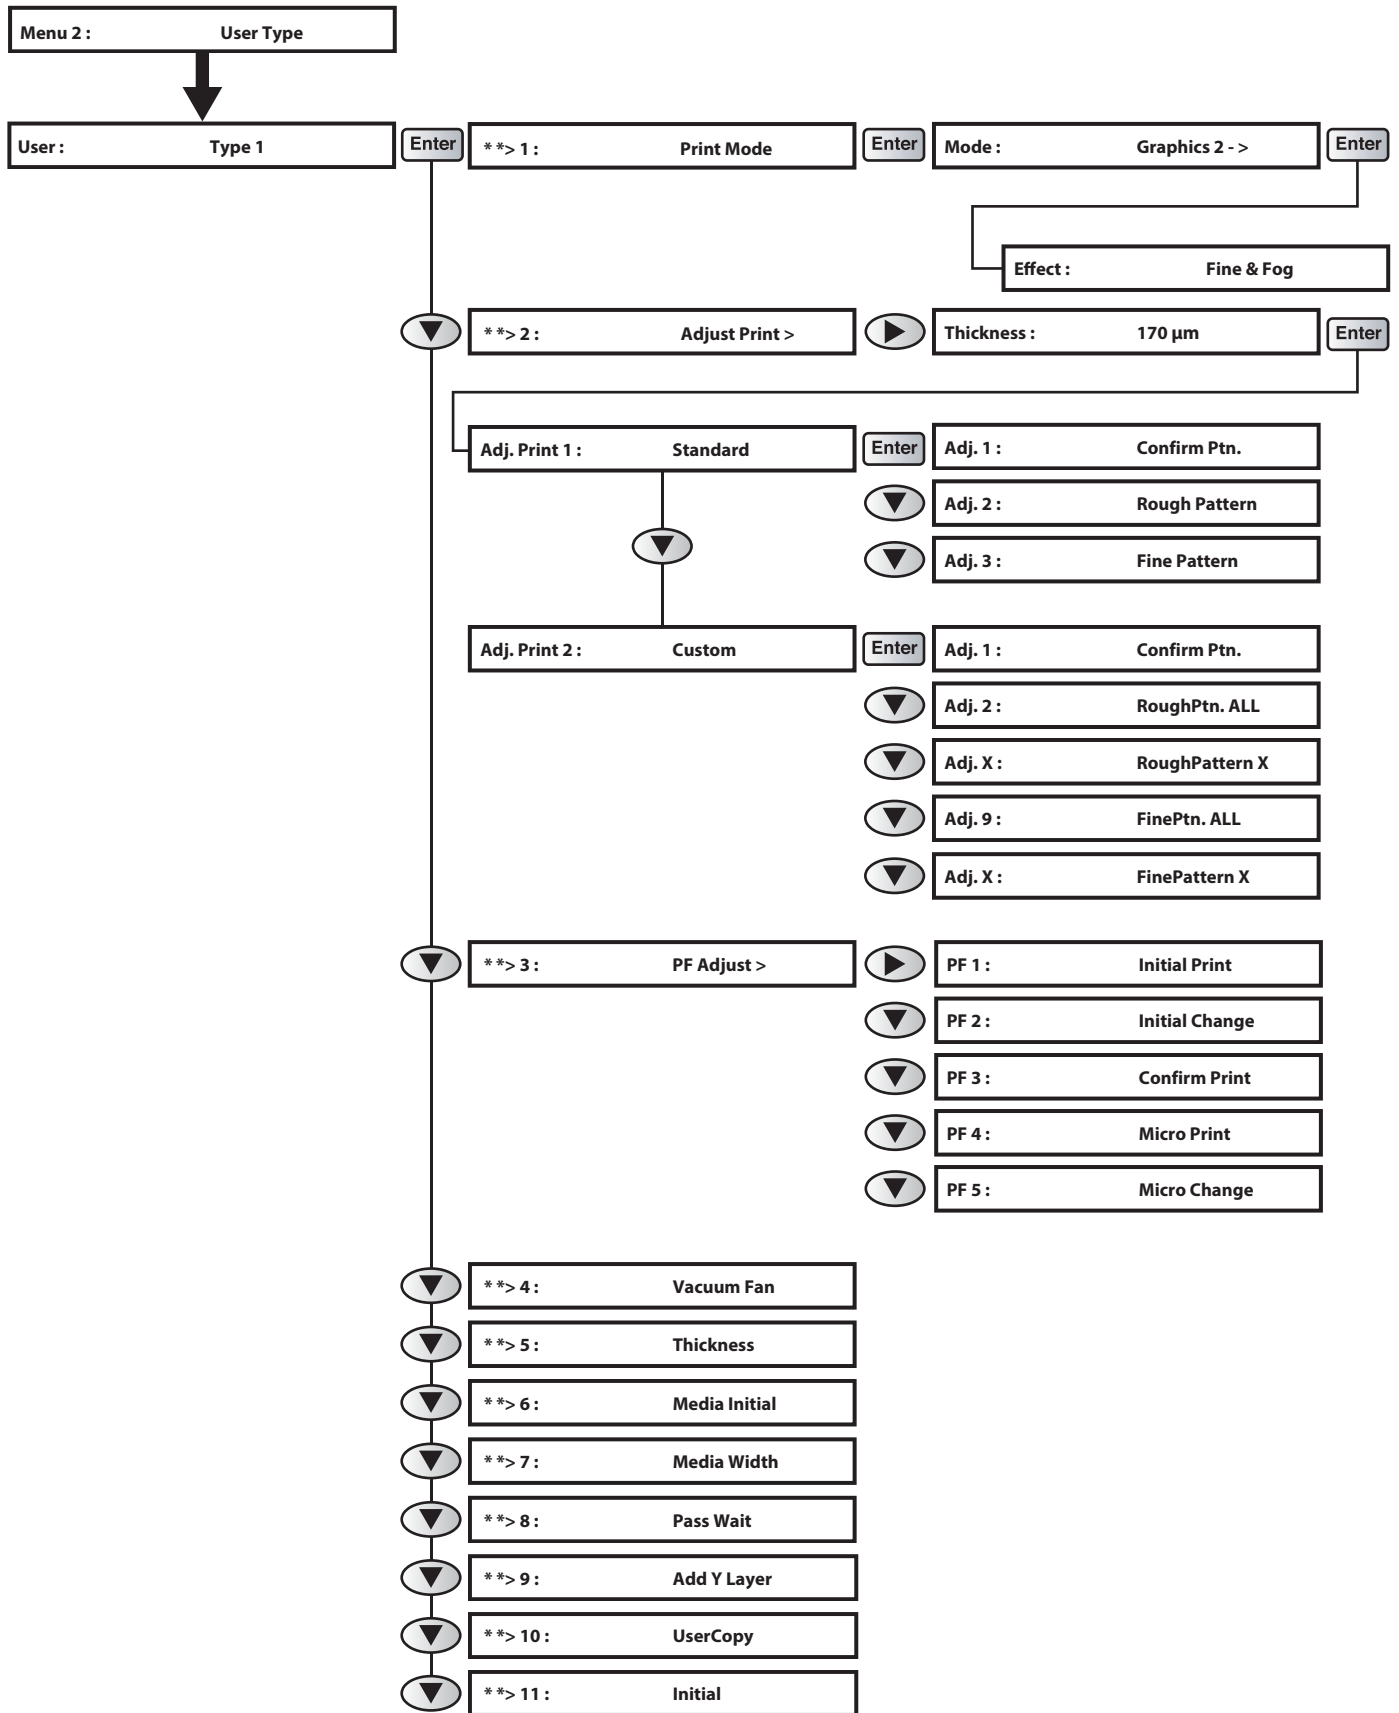 Menu 2 : User Type
User : Type 1 Enter * *> 1 : Print Mode Enter Mode : Graphics 2 - > Enter
Effect : Fine & Fog
* *> 2 : Adjust Print > Thickness : 170 µm Enter
Adj. Print 1 : Standard Enter Adj. 1 : Confirm Ptn.
Adj. 2 : Rough Pattern
Adj. 3 : Fine Pattern
Adj. Print 2 : Custom Enter Adj. 1 : Confirm Ptn.
Adj. 2 : RoughPtn. ALL
Adj. X : RoughPattern X
Adj. 9 : FinePtn. ALL
Adj. X : FinePattern X
* *> 3 : PF Adjust > PF 1 : Initial Print
PF 2 : Initial Change
PF 3 : Confirm Print
PF 4 : Micro Print
PF 5 : Micro Change
* *> 4 : Vacuum Fan
* *> 5 : Thickness
* *> 6 : Media Initial
* *> 7 : Media Width
* *> 8 : Pass Wait
* *> 9 : Add Y Layer
* *> 10 : UserCopy
* *> 11 : Initial